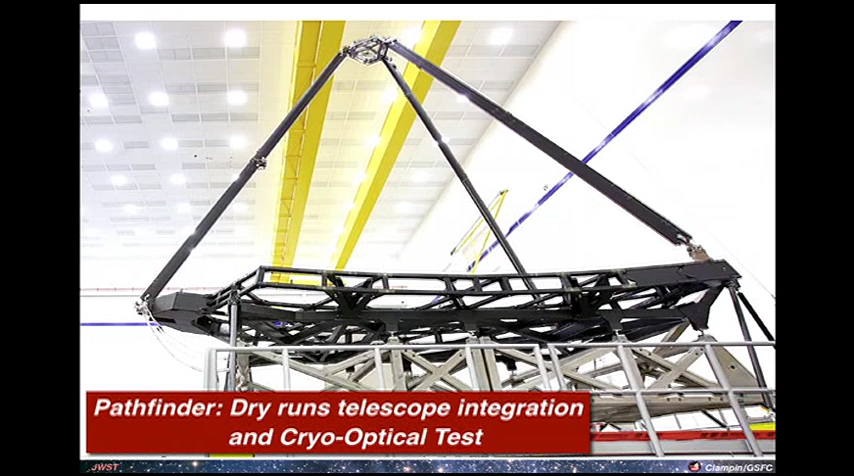 Pathfinder: Dry runs telescope integration
and Cryo-Optical Test
JWST
Clampin/GSFC